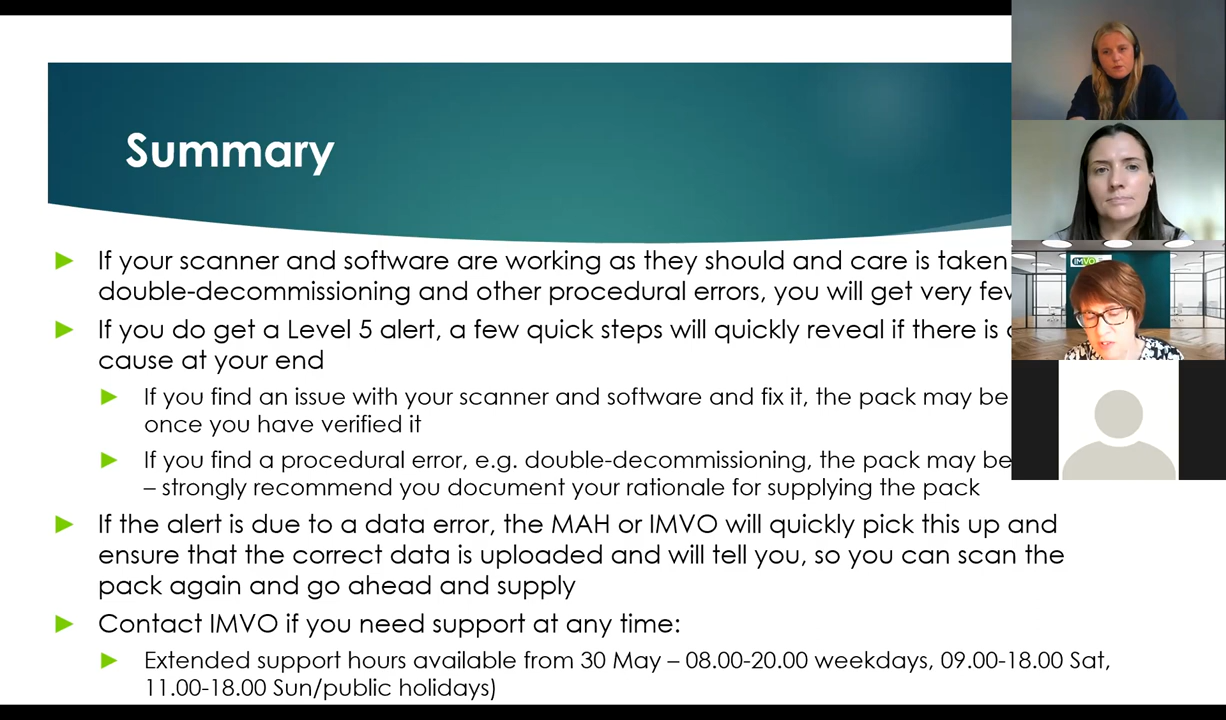 Summary
If your scanner and software are working as they should and care is taken
double-decommissioning and other procedural errors, you will get very few
If you do get a Level 5 alert, a few quick steps will quickly reveal if there is
cause at your end
If you find an issue with your scanner and software and fix it, the pack may be
once you have verified it
If you find a procedural error, e.g. double-decommissioning, the pack may be
– strongly recommend you document your rationale for supplying the pack
If the alert is due to a data error, the MAH or IMVO will quickly pick this up and
ensure that the correct data is uploaded and will tell you, so you can scan the
pack again and go ahead and supply
Contact IMVO if you need support at any time:
Extended support hours available from 30 May – 08.00-20.00 weekdays, 09.00-18.00 Sat,
11.00-18.00 Sun/public holidays)
IMVO